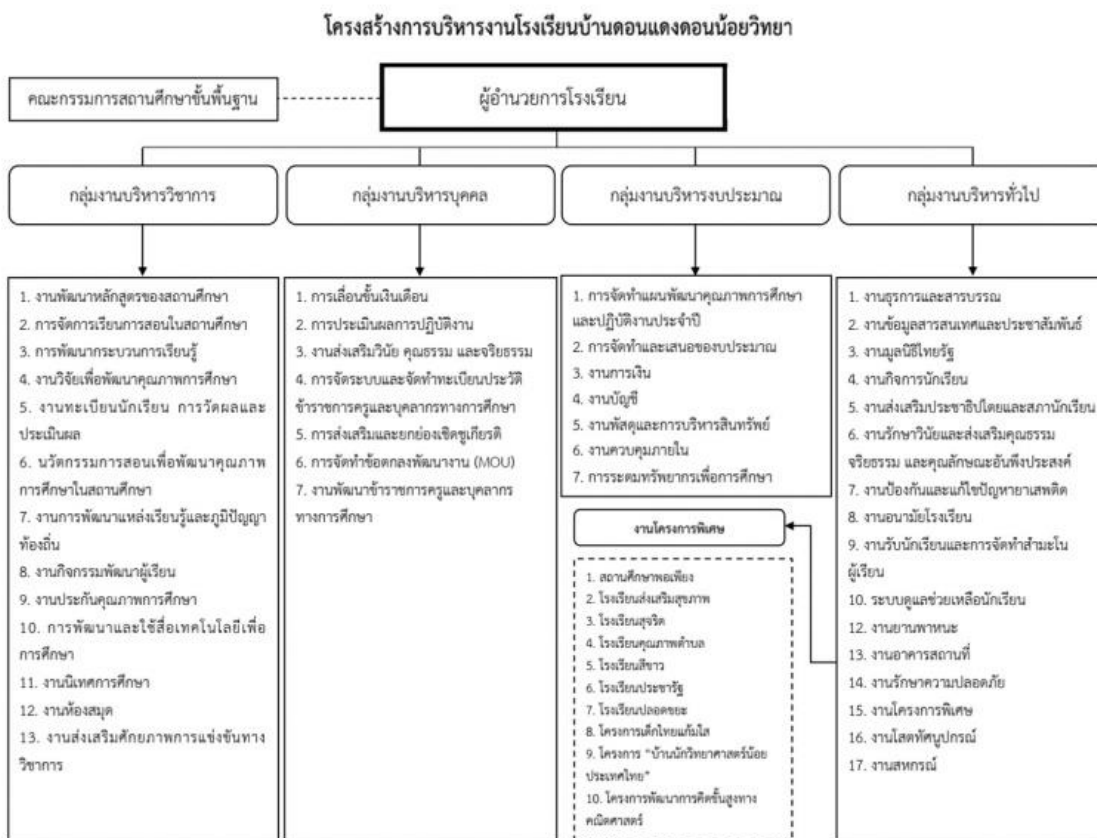 โครงสร้างการบริหารงานโรงเรียนบ้านดอนแดงดอนน้อยวิทยา
คณะกรรมการสถานศึกษาขั้นพื้นฐาน
ผู้อำนวยการโรงเรียน
กลุ่มงานบริหารวิชาการ
กลุ่มงานบริหารบุคคล
กลุ่มงานบริหารงบประมาณ
กลุ่มงานบริหารทั่วไป
1. งานพัฒนาหลักสูตรของสถานศึกษา
2. การจัดการเรียนการสอนในสถานศึกษา
3. การพัฒนากระบวนการเรียนรู้
4. งานวิจัยเพื่อพัฒนาคุณภาพการศึกษา
5. งานทะเบียนนักเรียน การวัดผลและ
ประเมินผล
6. นวัตกรรมการสอนเพื่อพัฒนาคุณภาพ
การศึกษาในสถานศึกษา
7. งานการพัฒนาแหล่งเรียนรู้และภูมิปัญญา
ท้องถิ่น
8. งานกิจกรรมพัฒนาผู้เรียน
9. งานประกันคุณภาพการศึกษา
10. การพัฒนาและใช้สื่อเทคโนโลยีเพื่อ
การศึกษา
11. งานนิเทศการศึกษา
12. งานห้องสมุด
13. งานส่งเสริมศักยภาพการแข่งขันทาง
วิชาการ
1. การเลื่อนขั้นเงินเดือน
2. การประเมินผลการปฏิบัติงาน
3. งานส่งเสริมวินัย คุณธรรม และจริยธรรม
4. การจัดระบบและจัดทำทะเบียนประวัติ
ข้าราชการครูและบุคลากรทางการศึกษา
5. การส่งเสริมและยกย่องเชิดชูเกียรติ
6. การจัดทำข้อตกลงพัฒนางาน (MOU)
7. งานพัฒนาข้าราชการครูและบุคลากร
ทางการศึกษา
1. การจัดทำแผนพัฒนาคุณภาพการศึกษา
และปฏิบัติงานประจำปี
2. การจัดทำและเสนอของบประมาณ
3. งานการเงิน
4. งานบัญชี
5. งานพัสดุและการบริหารสินทรัพย์
6. งานควบคุมภายใน
7. การระดมทรัพยากรเพื่อการศึกษา
งานโครงการพิเศษ
1. สถานศึกษาพอเพียง
2. โรงเรียนส่งเสริมสุขภาพ
3. โรงเรียนสุจริต
4. โรงเรียนคุณภาพตำบล
5. โรงเรียนสีขาว
6. โรงเรียนประชารัฐ
7. โรงเรียนปลอดขยะ
8. โครงการเด็กไทยแก้มใส
9. โครงการ "บ้านนักวิทยาศาสตร์น้อย
ประเทศไทย"
10. โครงการพัฒนาการคิดขั้นสูงทาง
คณิตศาสตร์
1. งานธุรการและสารบรรณ
2. งานข้อมูลสารสนเทศและประชาสัมพันธ์
3. งานมูลนิธิไทยรัฐ
4. งานกิจการนักเรียน
5. งานส่งเสริมประชาธิปไตยและสภานักเรียน
6. งานรักษาวินัยและส่งเสริมคุณธรรม
จริยธรรม และคุณลักษณะอันพึงประสงค์
7. งานป้องกันและแก้ไขปัญหายาเสพติด
8. งานอนามัยโรงเรียน
9. งานรับนักเรียนและการจัดทำสำมะโน
ผู้เรียน
10. ระบบดูแลช่วยเหลือนักเรียน
12. งานยานพาหนะ
13. งานอาคารสถานที่
14. งานรักษาความปลอดภัย
15. งานโครงการพิเศษ
16. งานโสตทัศนูปกรณ์
17. งานสหกรณ์